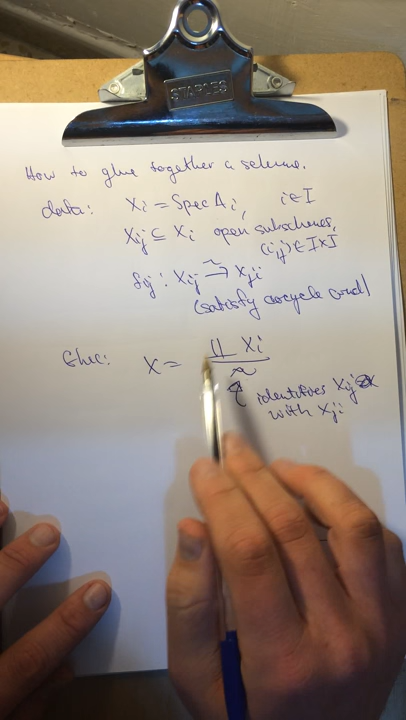 STAPLES
How to glue together a scheme.
data: Xi = Spec Ai, i∈I
Xij ⊆ Xi open subschemes,
(i,j) ∈ I×I
fij : Xij ⥲ Xji
(satisfy cocycle cond)
Glue: X = ∐ Xi / ~
↑ identifies Xij
with Xji